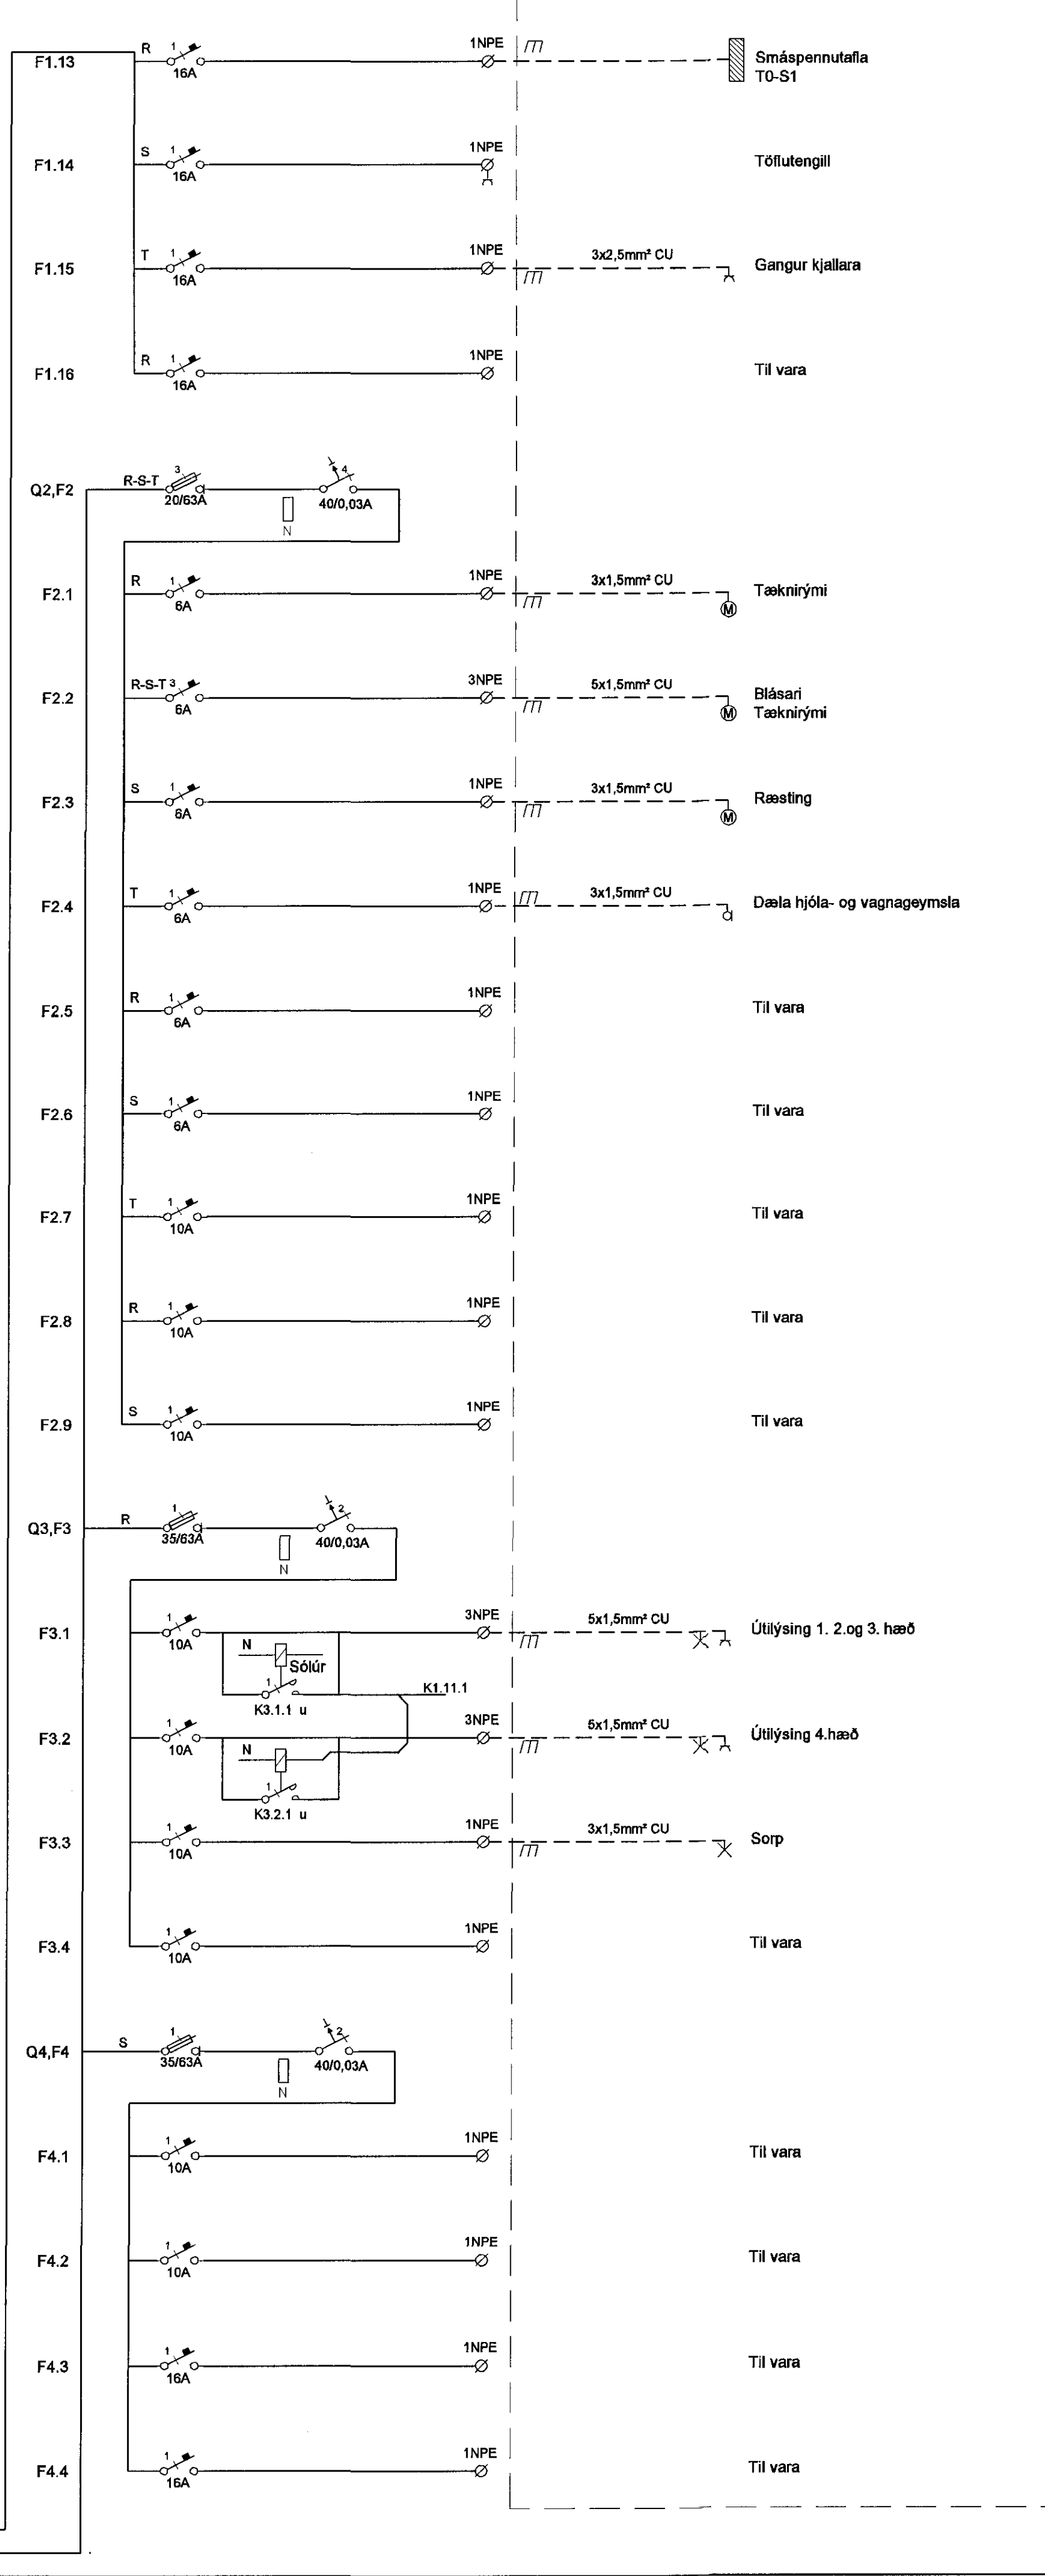 F1.13 R 1 16A 1NPE Smáspennutafla
T0-S1
F1.14 S 1 16A 1NPE Töflutengill
F1.15 T 1 16A 1NPE 3x2,5mm² CU Gangur kjallara
F1.16 R 1 16A 1NPE Til vara
Q2,F2 R-S-T 3 20/63A N 4 40/0,03A
F2.1 R 1 6A 1NPE 3x1,5mm² CU M Tæknirými
F2.2 R-S-T 3 6A 3NPE 5x1,5mm² CU M Blásari
Tæknirými
F2.3 S 1 6A 1NPE 3x1,5mm² CU M Ræsting
F2.4 T 1 6A 1NPE 3x1,5mm² CU Dæla hjóla- og vagnageymsla
F2.5 R 1 6A 1NPE Til vara
F2.6 S 1 6A 1NPE Til vara
F2.7 T 1 10A 1NPE Til vara
F2.8 R 1 10A 1NPE Til vara
F2.9 S 1 10A 1NPE Til vara
Q3,F3 R 1 35/63A N 2 40/0,03A
F3.1 1 10A 3NPE 5x1,5mm² CU Útilýsing 1. 2.og 3. hæð
N
Sólúr
1
K3.1.1 u
K1.11.1
F3.2 1 10A 3NPE 5x1,5mm² CU Útilýsing 4.hæð
N
1
K3.2.1 u
F3.3 1 10A 1NPE 3x1,5mm² CU Sorp
F3.4 1 10A 1NPE Til vara
Q4,F4 S 1 35/63A N 2 40/0,03A
F4.1 1 10A 1NPE Til vara
F4.2 1 10A 1NPE Til vara
F4.3 1 16A 1NPE Til vara
F4.4 1 16A 1NPE Til vara